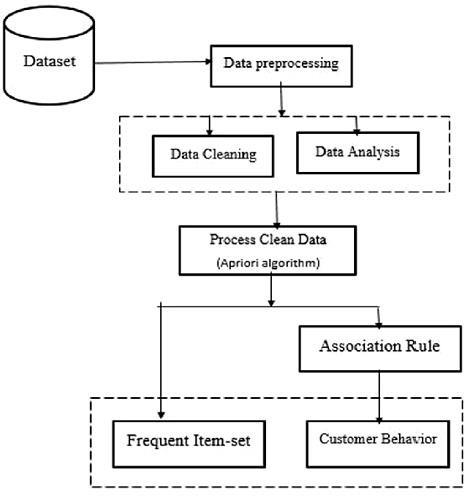 Dataset
Data preprocessing
Data Cleaning
Data Analysis
Process Clean Data
(Apriori algorithm)
Association Rule
Frequent Item-set
Customer Behavior